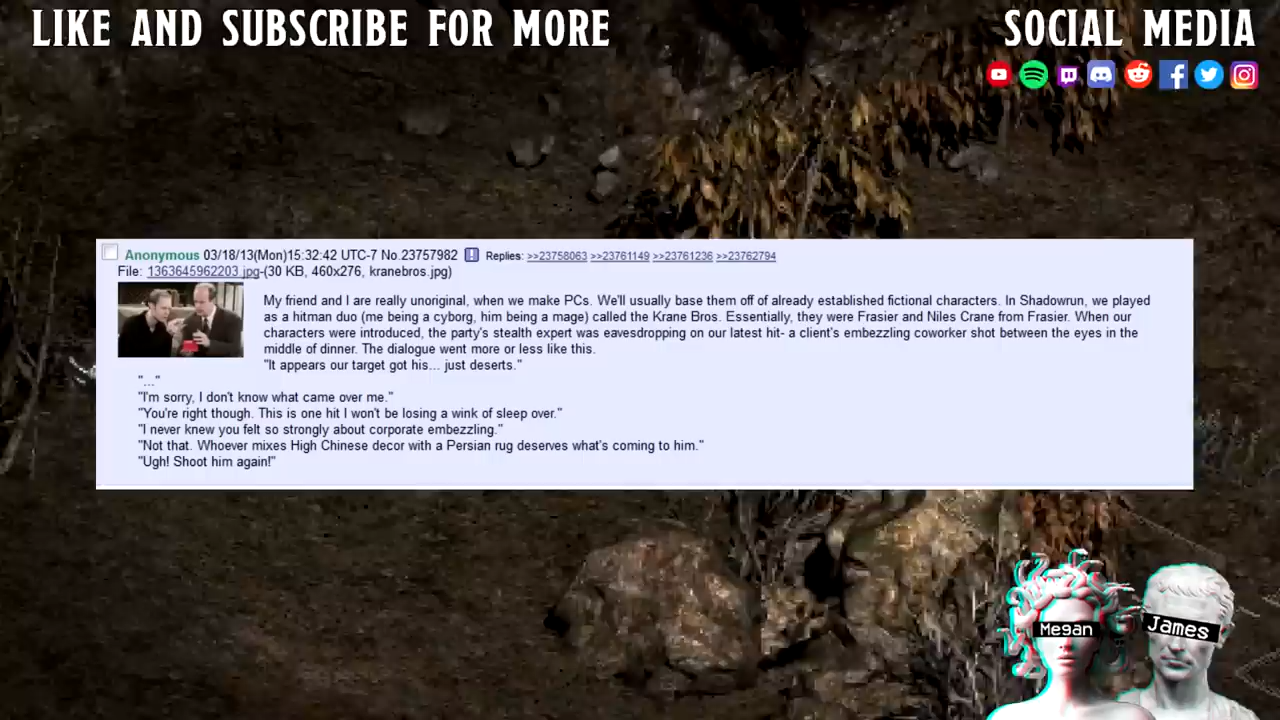 LIKE AND SUBSCRIBE FOR MORE
SOCIAL MEDIA
Anonymous 03/18/13(Mon)15:32:42 UTC-7 No.23757982 Replies: >>23758063 >>23761149 >>23761236 >>23762794
File: 1363645962203.jpg-(30 KB, 460x276, kranebros.jpg)
My friend and I are really unoriginal, when we make PCs. We'll usually base them off of already established fictional characters. In Shadowrun, we played
as a hitman duo (me being a cyborg, him being a mage) called the Krane Bros. Essentially, they were Frasier and Niles Crane from Frasier. When our
characters were introduced, the party's stealth expert was eavesdropping on our latest hit- a client's embezzling coworker shot between the eyes in the
middle of dinner. The dialogue went more or less like this.
"It appears our target got his... just deserts."
"..."
"I'm sorry, I don't know what came over me."
"You're right though. This is one hit I won't be losing a wink of sleep over."
"I never knew you felt so strongly about corporate embezzling."
"Not that. Whoever mixes High Chinese decor with a Persian rug deserves what's coming to him."
"Ugh! Shoot him again!"
Megan
James